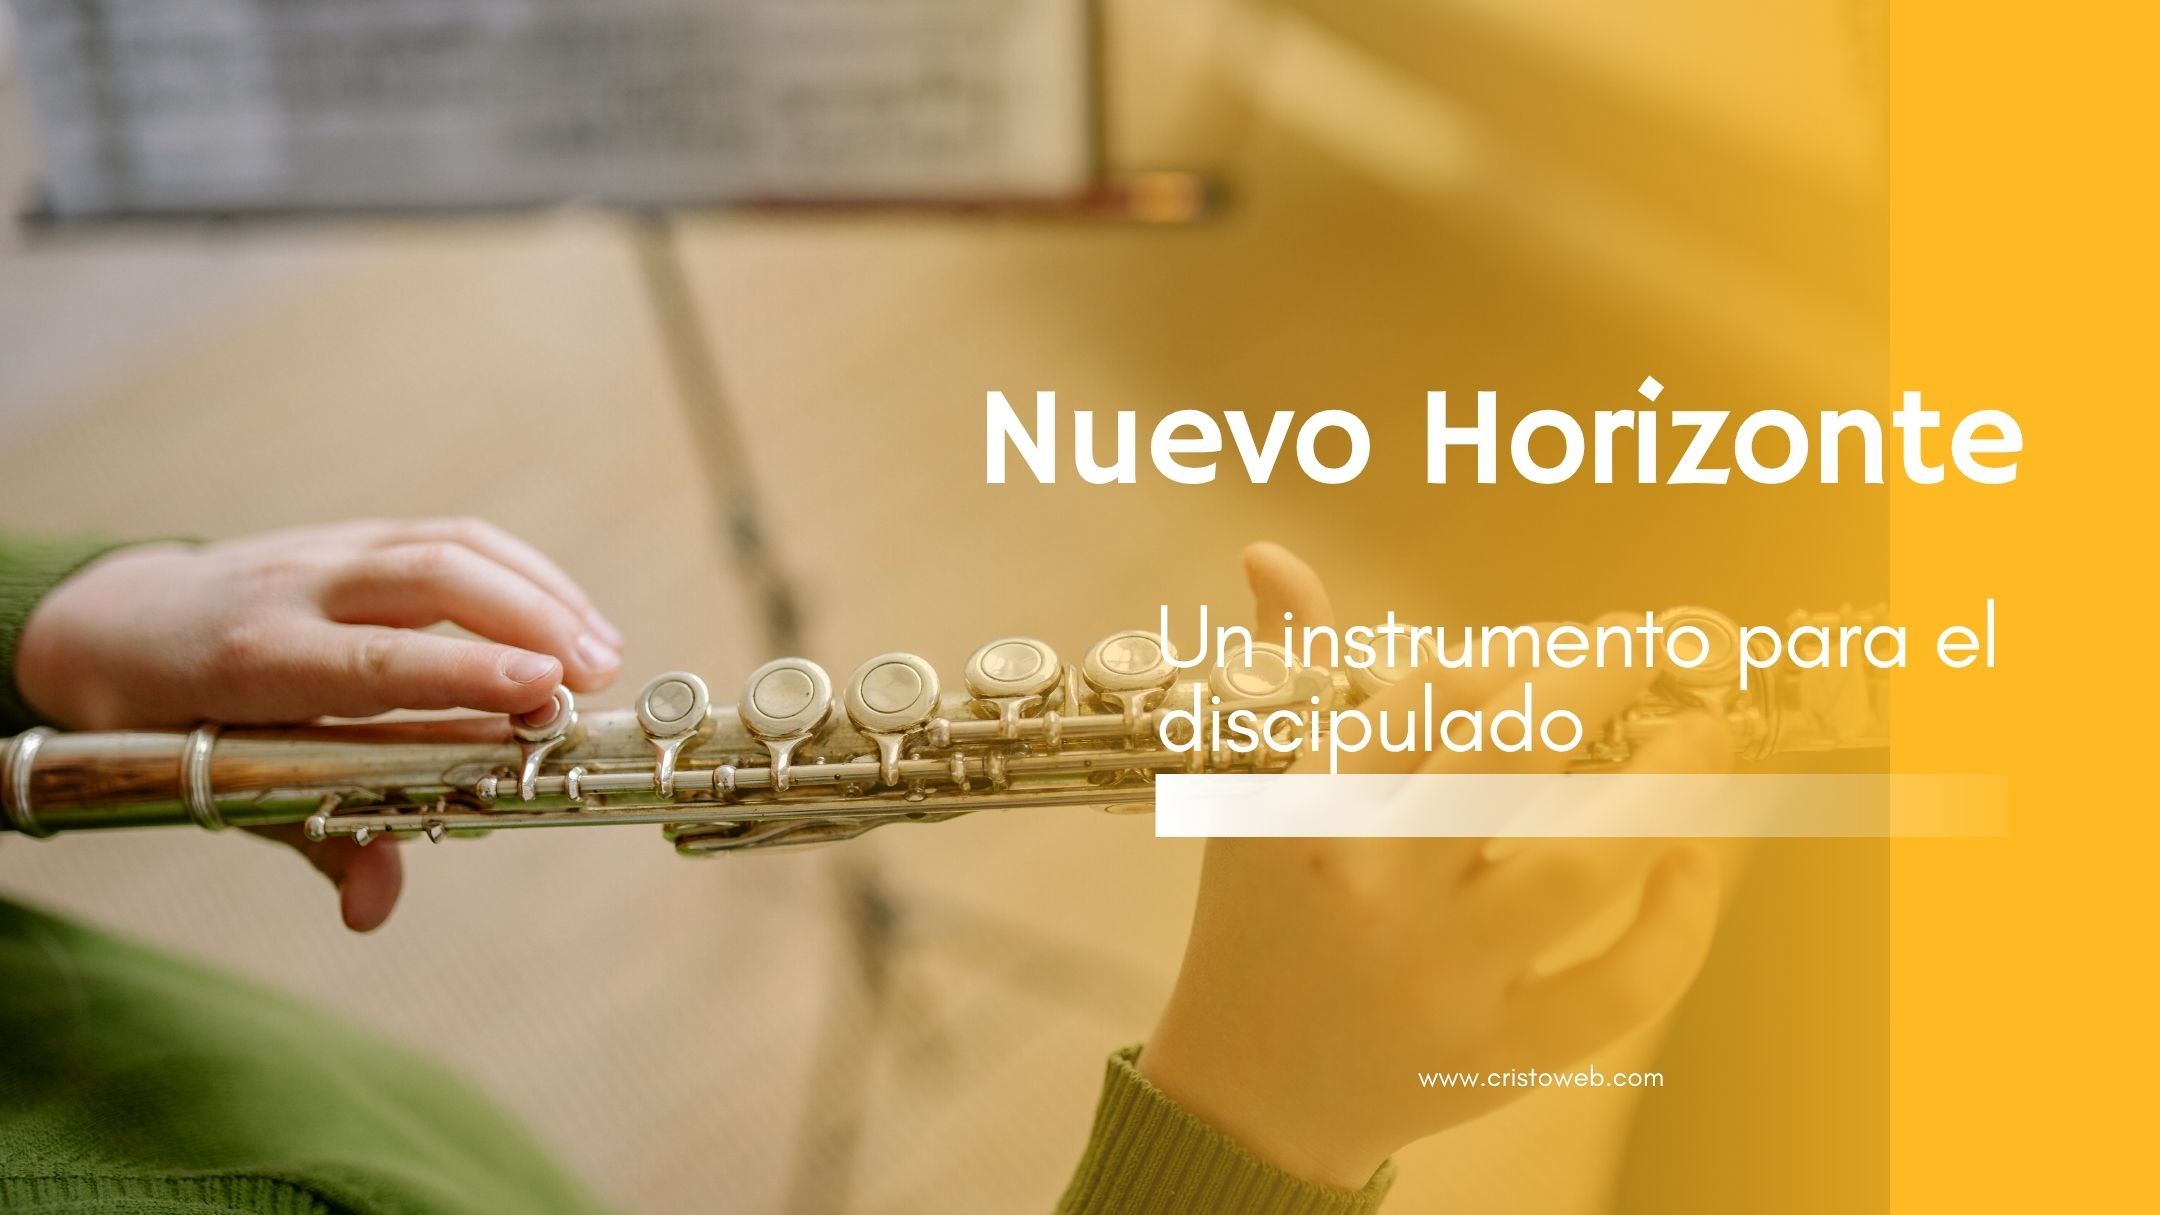 Nuevo Horizonte
Un instrumento para el
discipulado
www.cristoweb.com